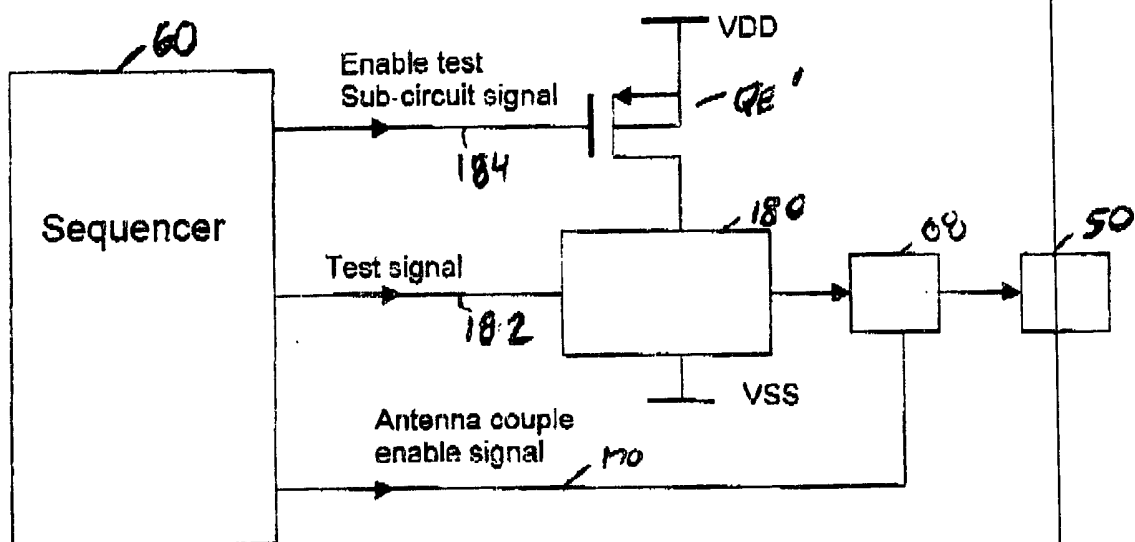 60
VDD
Enable test
Sub-circuit signal
QE'
184
Sequencer
180
68
50
Test signal
182
VSS
Antenna couple
enable signal
170